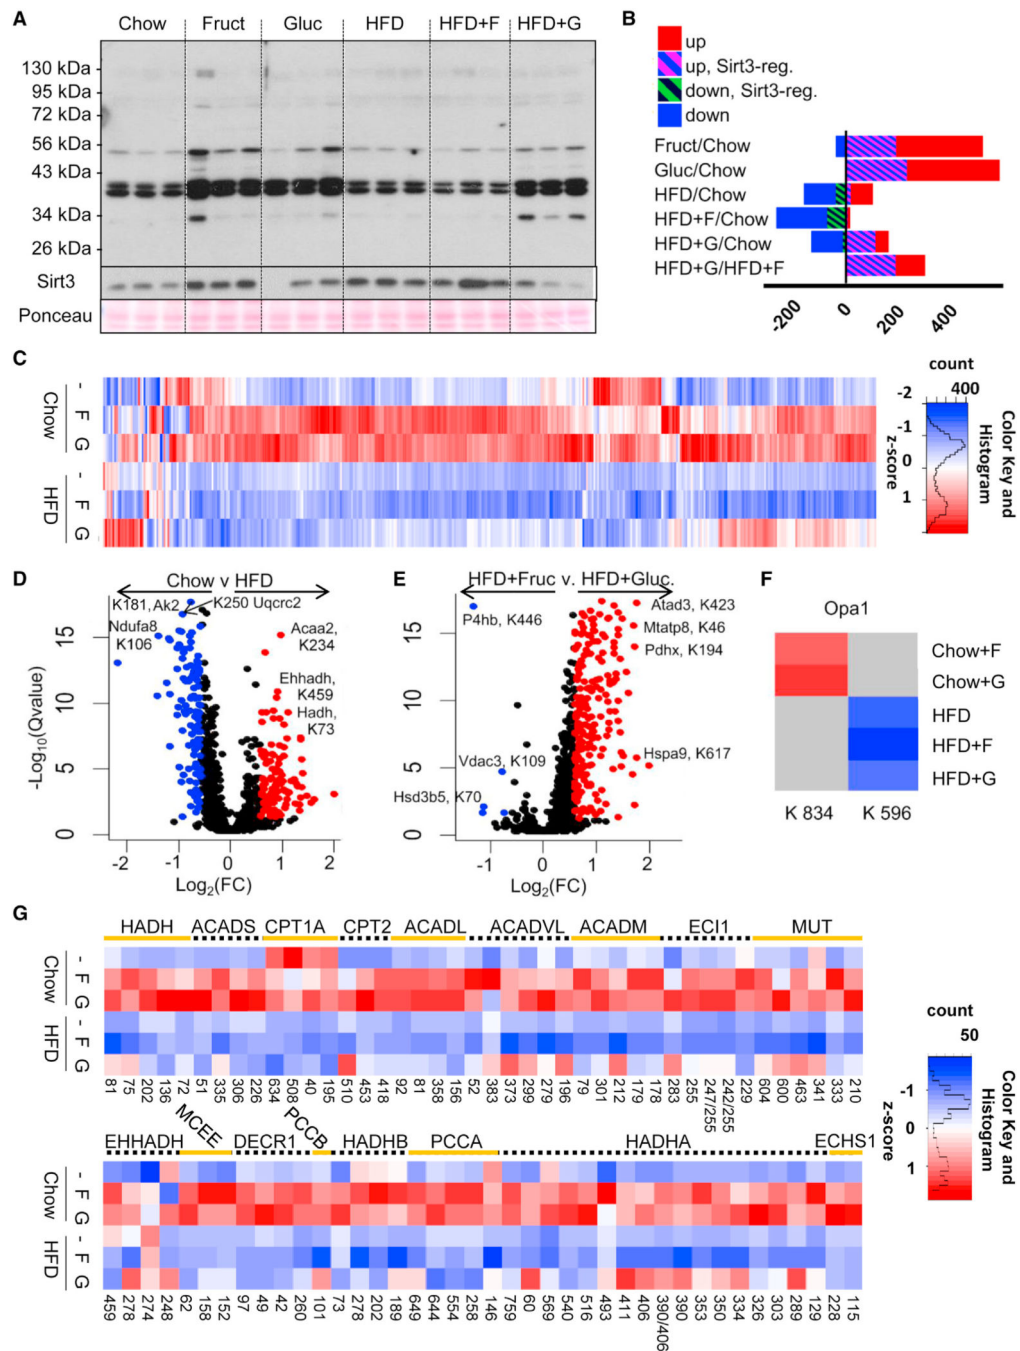 A
Chow Fruct Gluc HFD HFD+F HFD+G
130 kDa
95 kDa
72 kDa
56 kDa
43 kDa
34 kDa
26 kDa
Sirt3
Ponceau
B
up
up, Sirt3-reg.
down, Sirt3-reg.
down
Fruct/Chow
Gluc/Chow
HFD/Chow
HFD+F/Chow
HFD+G/Chow
HFD+G/HFD+F
-200 0 200 400
C
Chow
- F G
HFD
- F G
count
400
-2 -1 0 1
z-score
Color Key and
Histogram
D
Chow v HFD
K181, Ak2
K250 Uqcrc2
Ndufa8
K106
Acaa2,
K234
Ehhadh,
K459
Hadh,
K73
-Log10(Qvalue)
0 5 10 15
-2 -1 0 1 2
Log2(FC)
E
HFD+Fruc v. HFD+Gluc.
P4hb, K446
Atad3, K423
Mtatp8, K46
Pdhx, K194
Vdac3, K109
Hspa9, K617
Hsd3b5, K70
0 5 10 15
-1 0 1 2
Log2(FC)
F
Opa1
Chow+F
Chow+G
HFD
HFD+F
HFD+G
K 834 K 596
G
HADH ACADS CPT1A CPT2 ACADL ACADVL ACADM ECI1 MUT
Chow
- F G
HFD
- F G
81 75 202 136 72 51 335 306 226 634 508 40 195 510 453 418 92 81 358 156 52 383 373 299 279 196 79 301 212 179 178 283 255 247/255 242/255 229 604 600 463 341 333 210
EHHADH MCEE DECR1 PCCB HADHB PCCA HADHA ECHS1
Chow
- F G
HFD
- F G
459 278 274 248 62 158 152 97 49 42 260 101 73 278 202 189 649 644 554 258 146 759 60 569 540 516 493 411 406 390/406 390 353 350 334 326 303 289 129 228 115
count
50
-1 0 1
z-score
Color Key and
Histogram